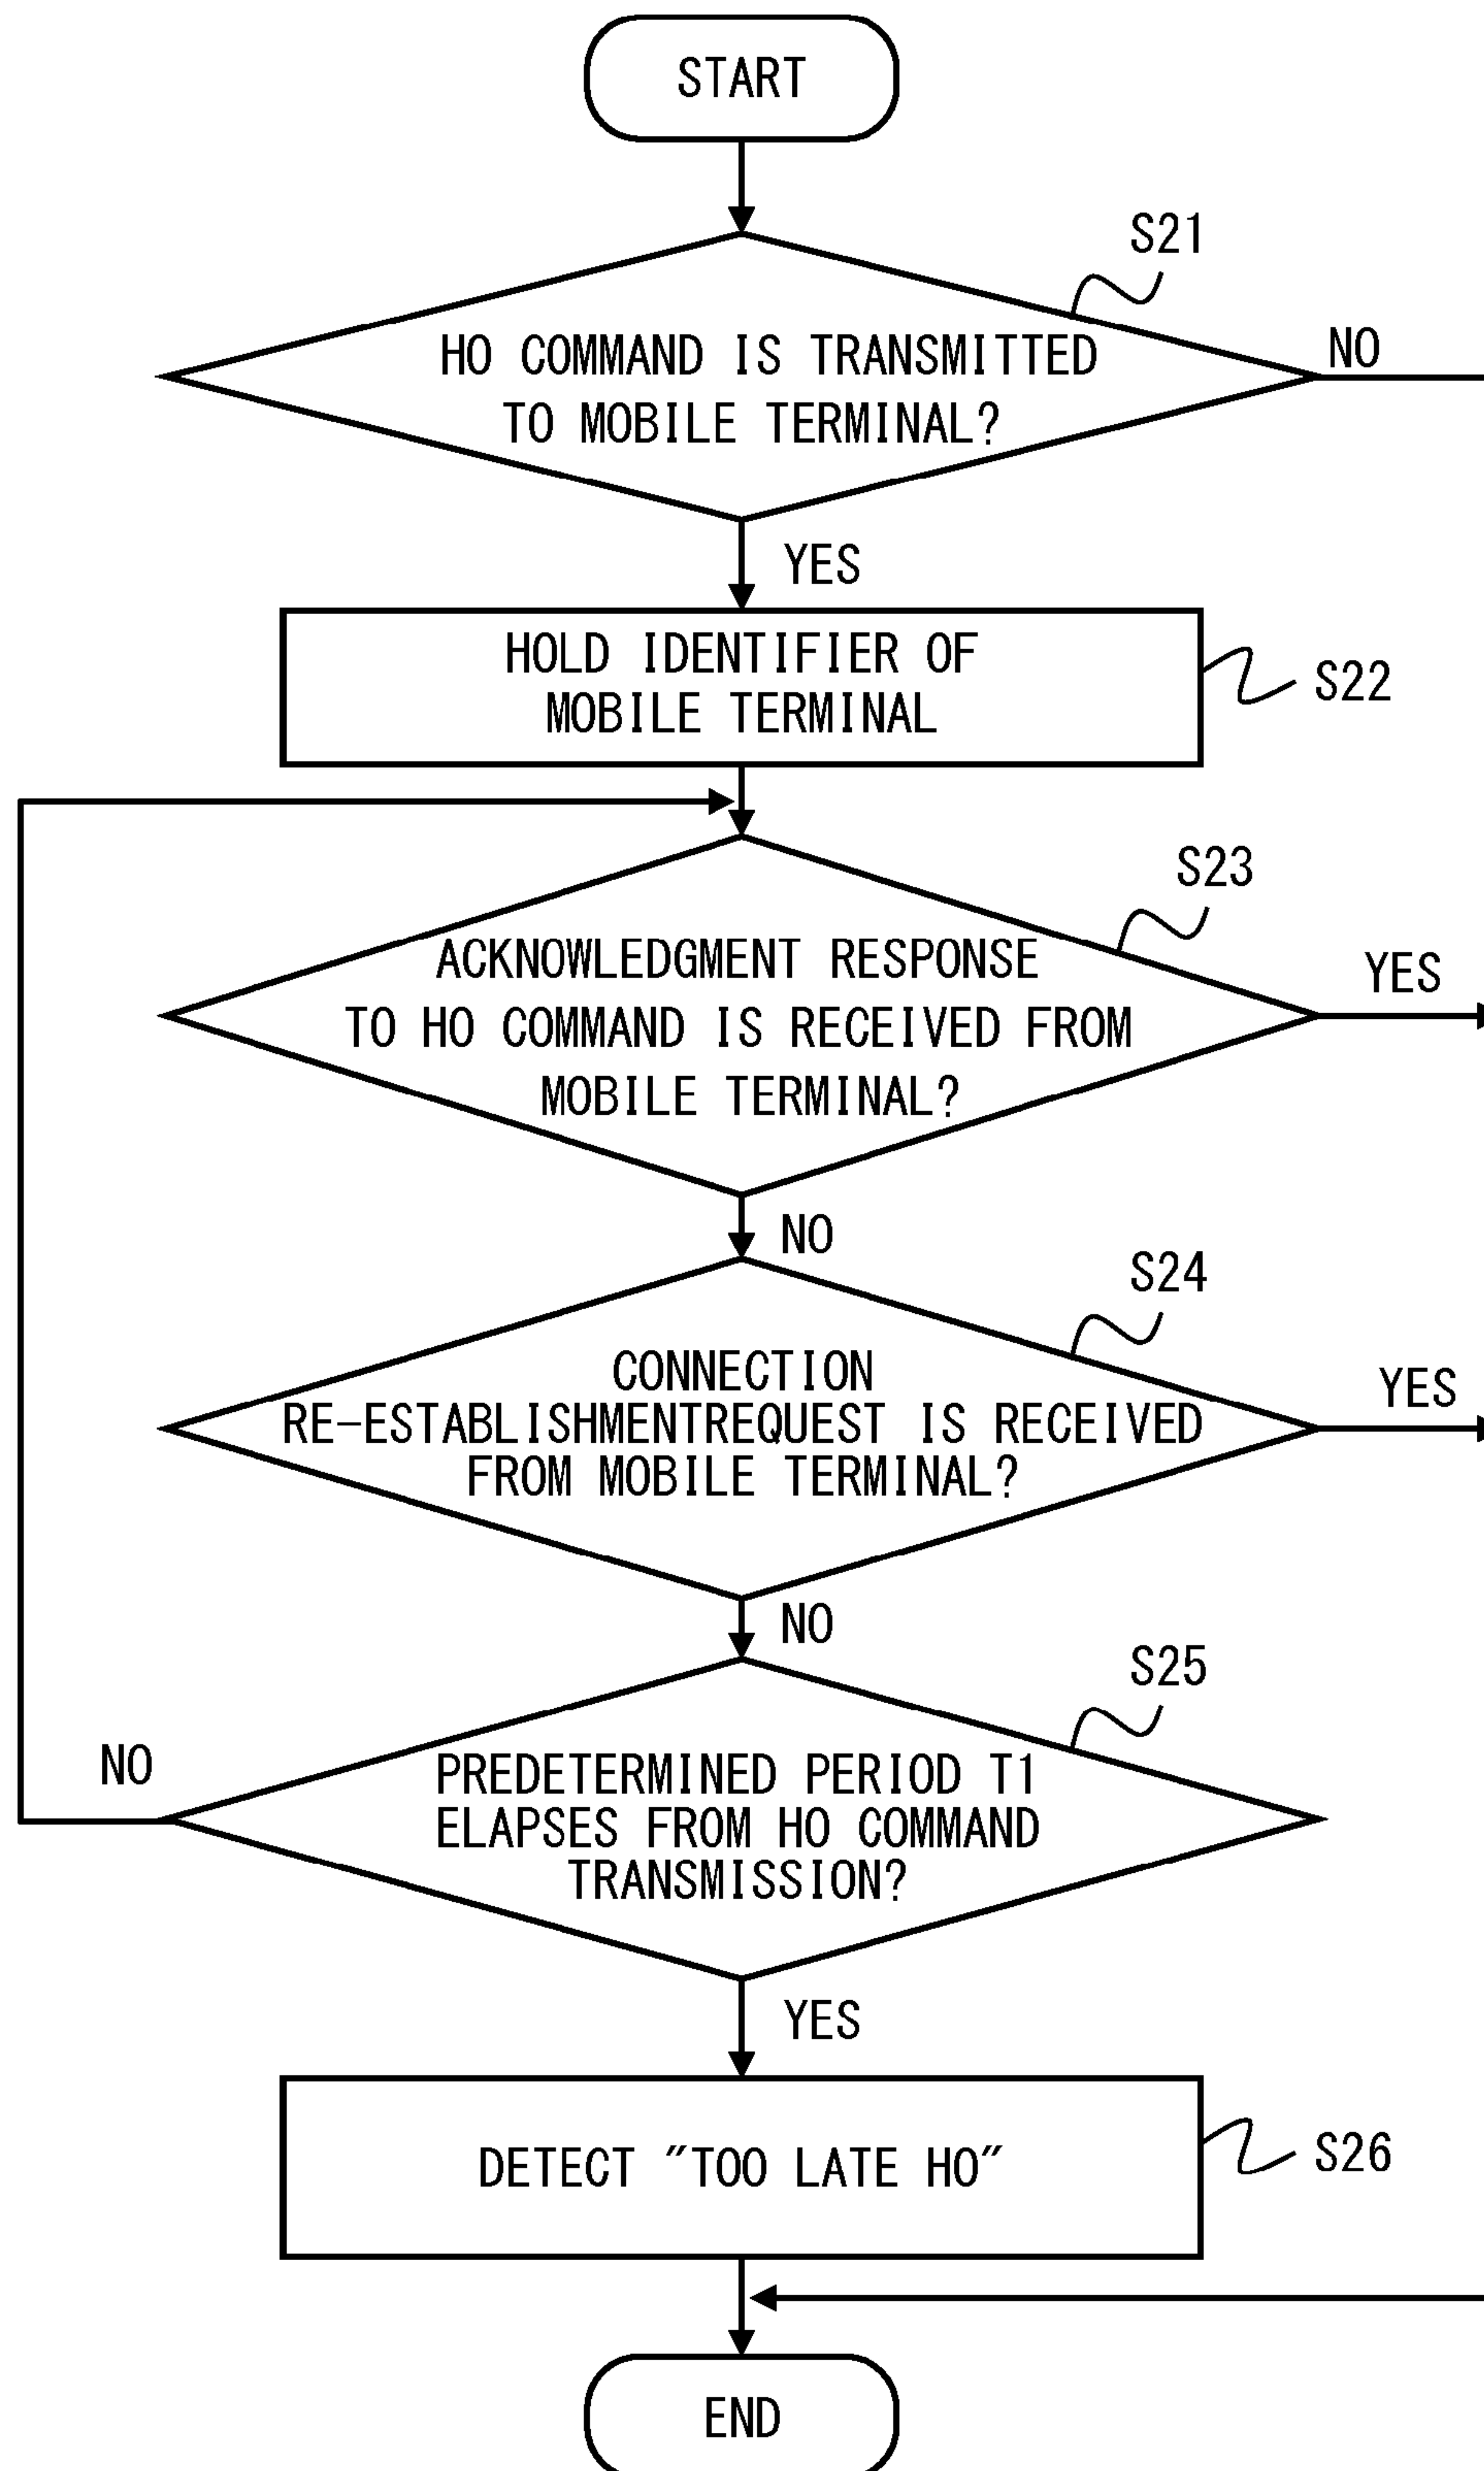 START
S21
HO COMMAND IS TRANSMITTED
TO MOBILE TERMINAL?
NO
YES
HOLD IDENTIFIER OF
MOBILE TERMINAL
S22
S23
ACKNOWLEDGMENT RESPONSE
TO HO COMMAND IS RECEIVED FROM
MOBILE TERMINAL?
YES
NO
S24
CONNECTION
RE-ESTABLISHMENTREQUEST IS RECEIVED
FROM MOBILE TERMINAL?
YES
NO
S25
PREDETERMINED PERIOD T1
ELAPSES FROM HO COMMAND
TRANSMISSION?
NO
YES
DETECT "TOO LATE HO"
S26
END